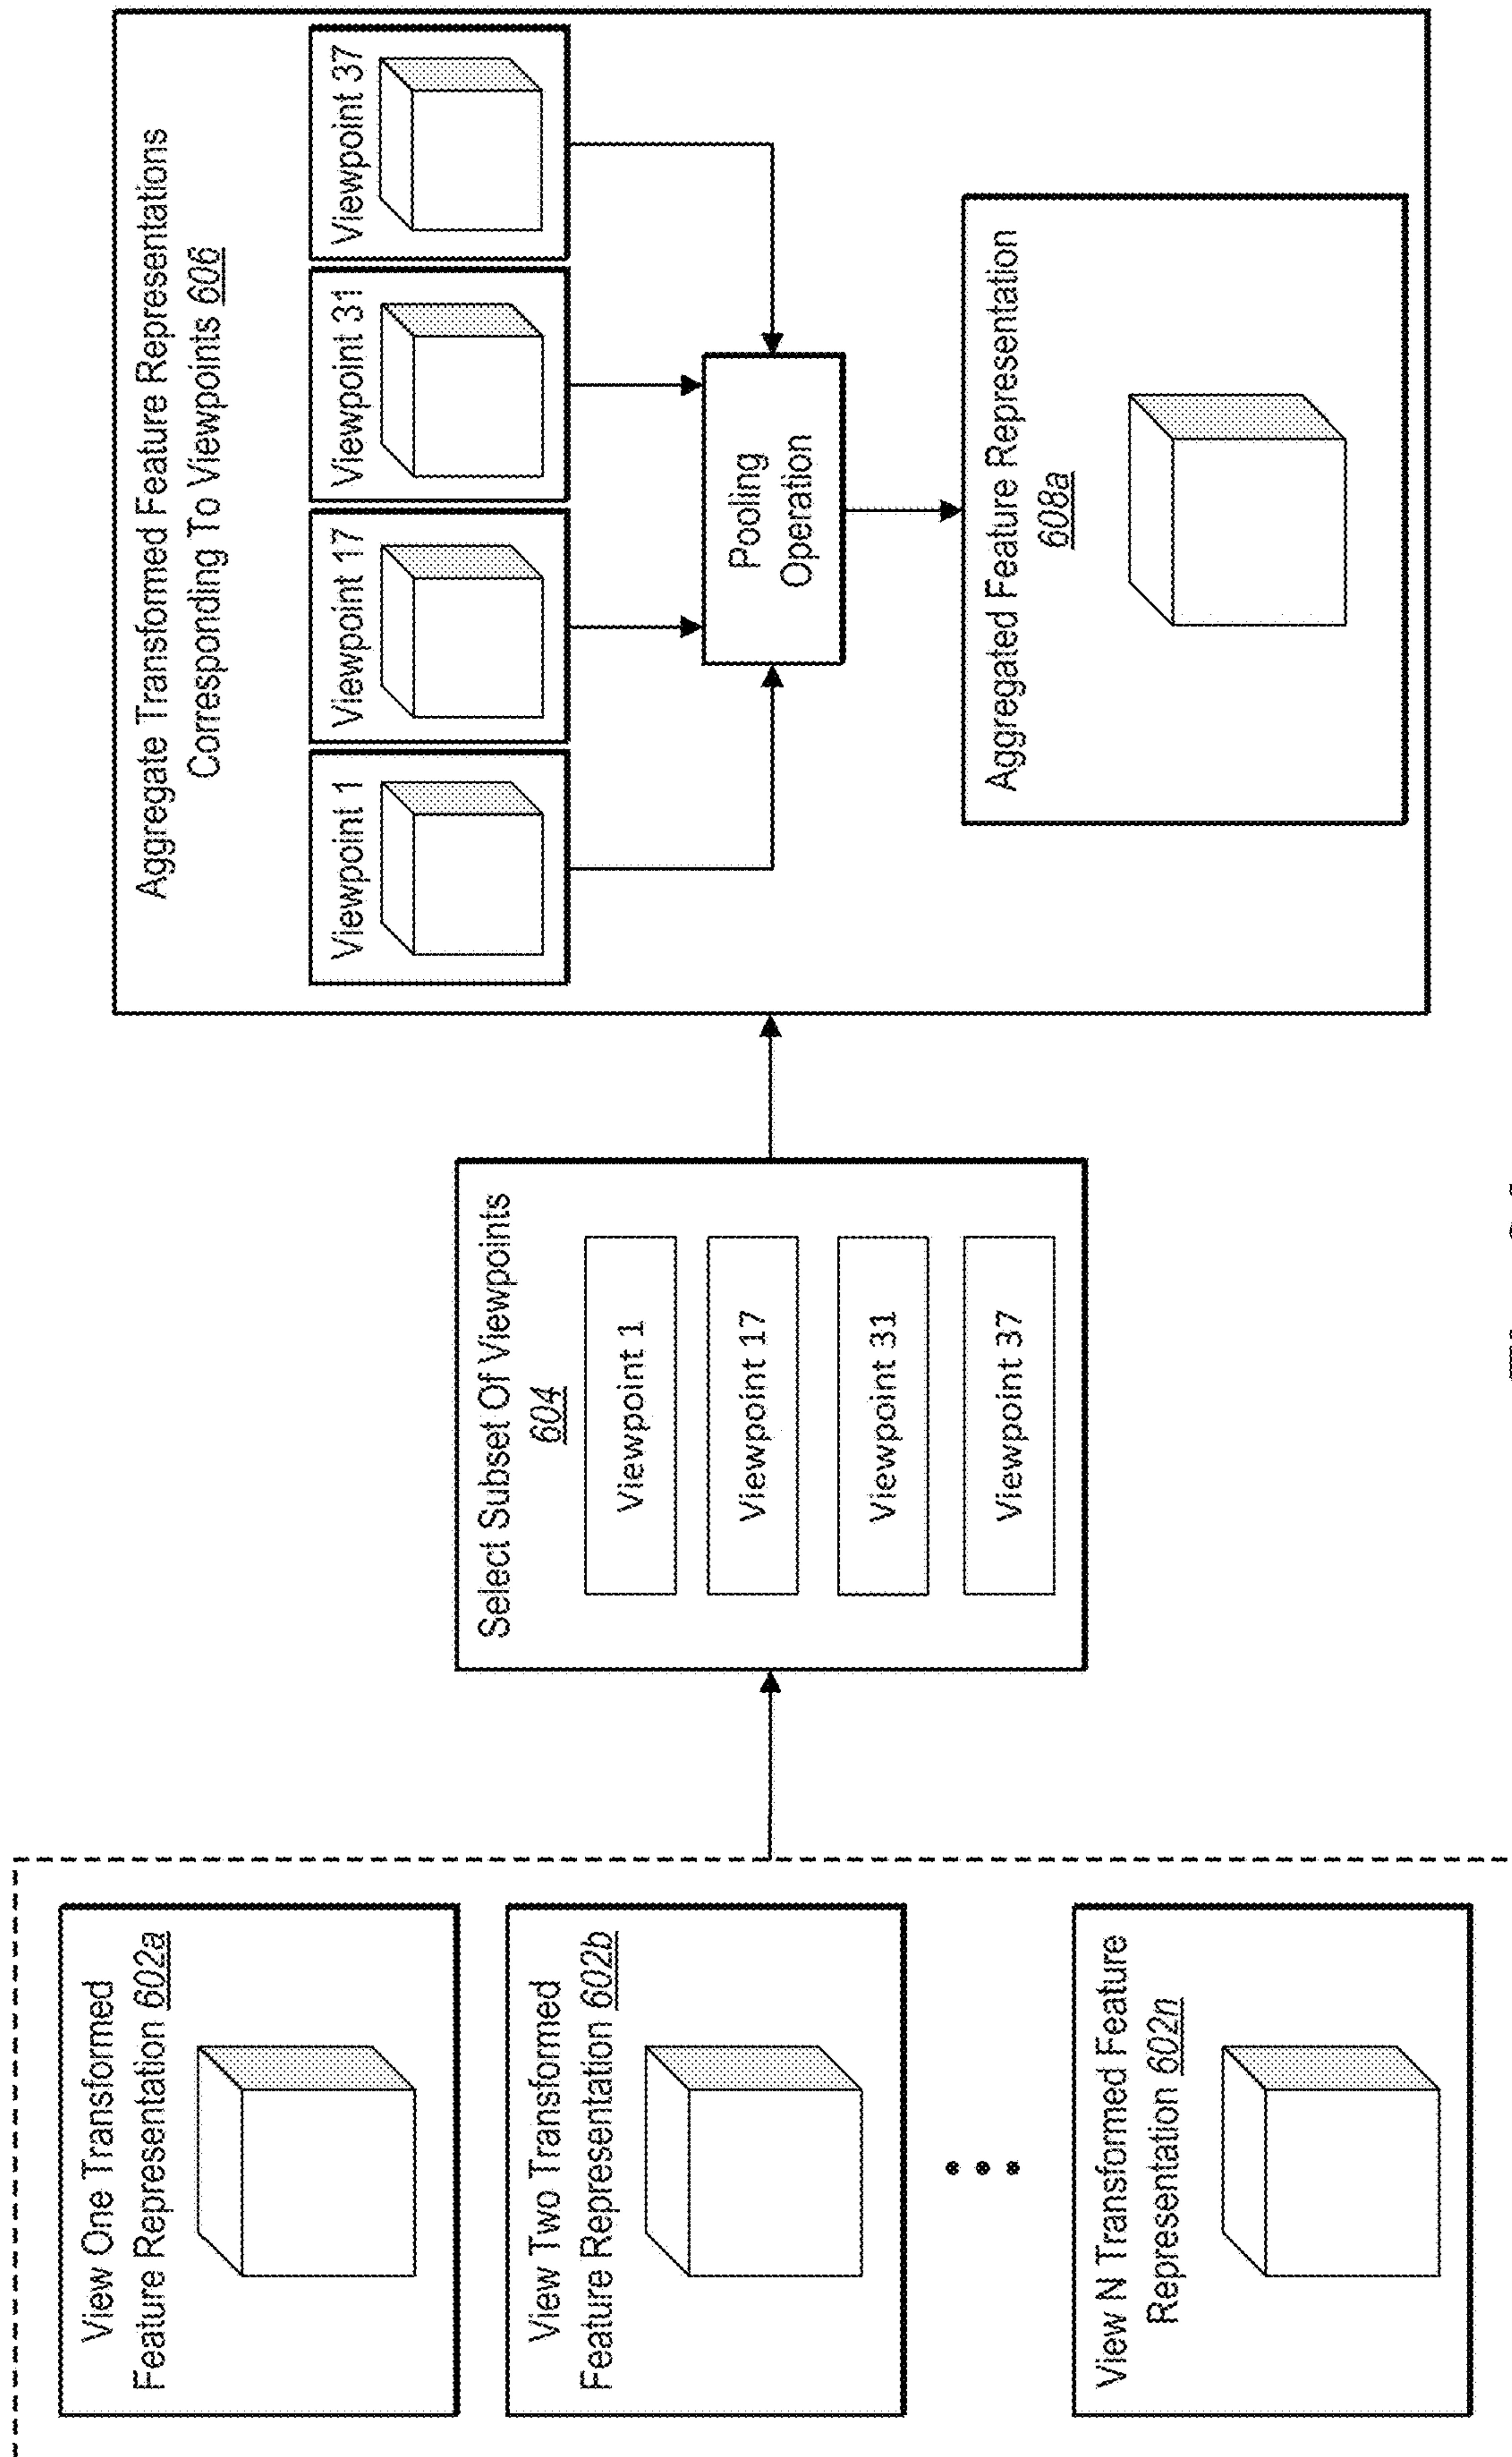 View One Transformed
Feature Representation 602a
View Two Transformed
Feature Representation 602b
View N Transformed Feature
Representation 602n
Select Subset Of Viewpoints
604
Viewpoint 1
Viewpoint 17
Viewpoint 31
Viewpoint 37
Aggregate Transformed Feature Representations
Corresponding To Viewpoints 606
Viewpoint 1
Viewpoint 17
Viewpoint 31
Viewpoint 37
Pooling
Operation
Aggregated Feature Representation
608a